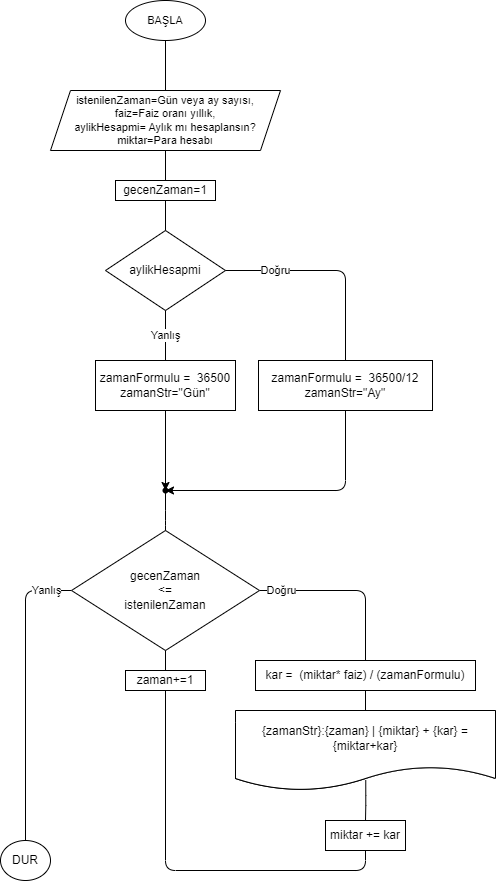 BAŞLA
istenilenZaman=Gün veya ay sayısı,
faiz=Faiz oranı yıllık,
aylikHesapmi= Aylık mı hesaplansın?
miktar=Para hesabı
gecenZaman=1
aylikHesapmi
Doğru
Yanlış
zamanFormulu = 36500
zamanStr="Gün"
zamanFormulu = 36500/12
zamanStr="Ay"
gecenZaman
<=
istenilenZaman
Yanlış
Doğru
zaman+=1
kar = (miktar* faiz) / (zamanFormulu)
{zamanStr}:{zaman} | {miktar} + {kar} =
{miktar+kar}
miktar += kar
DUR